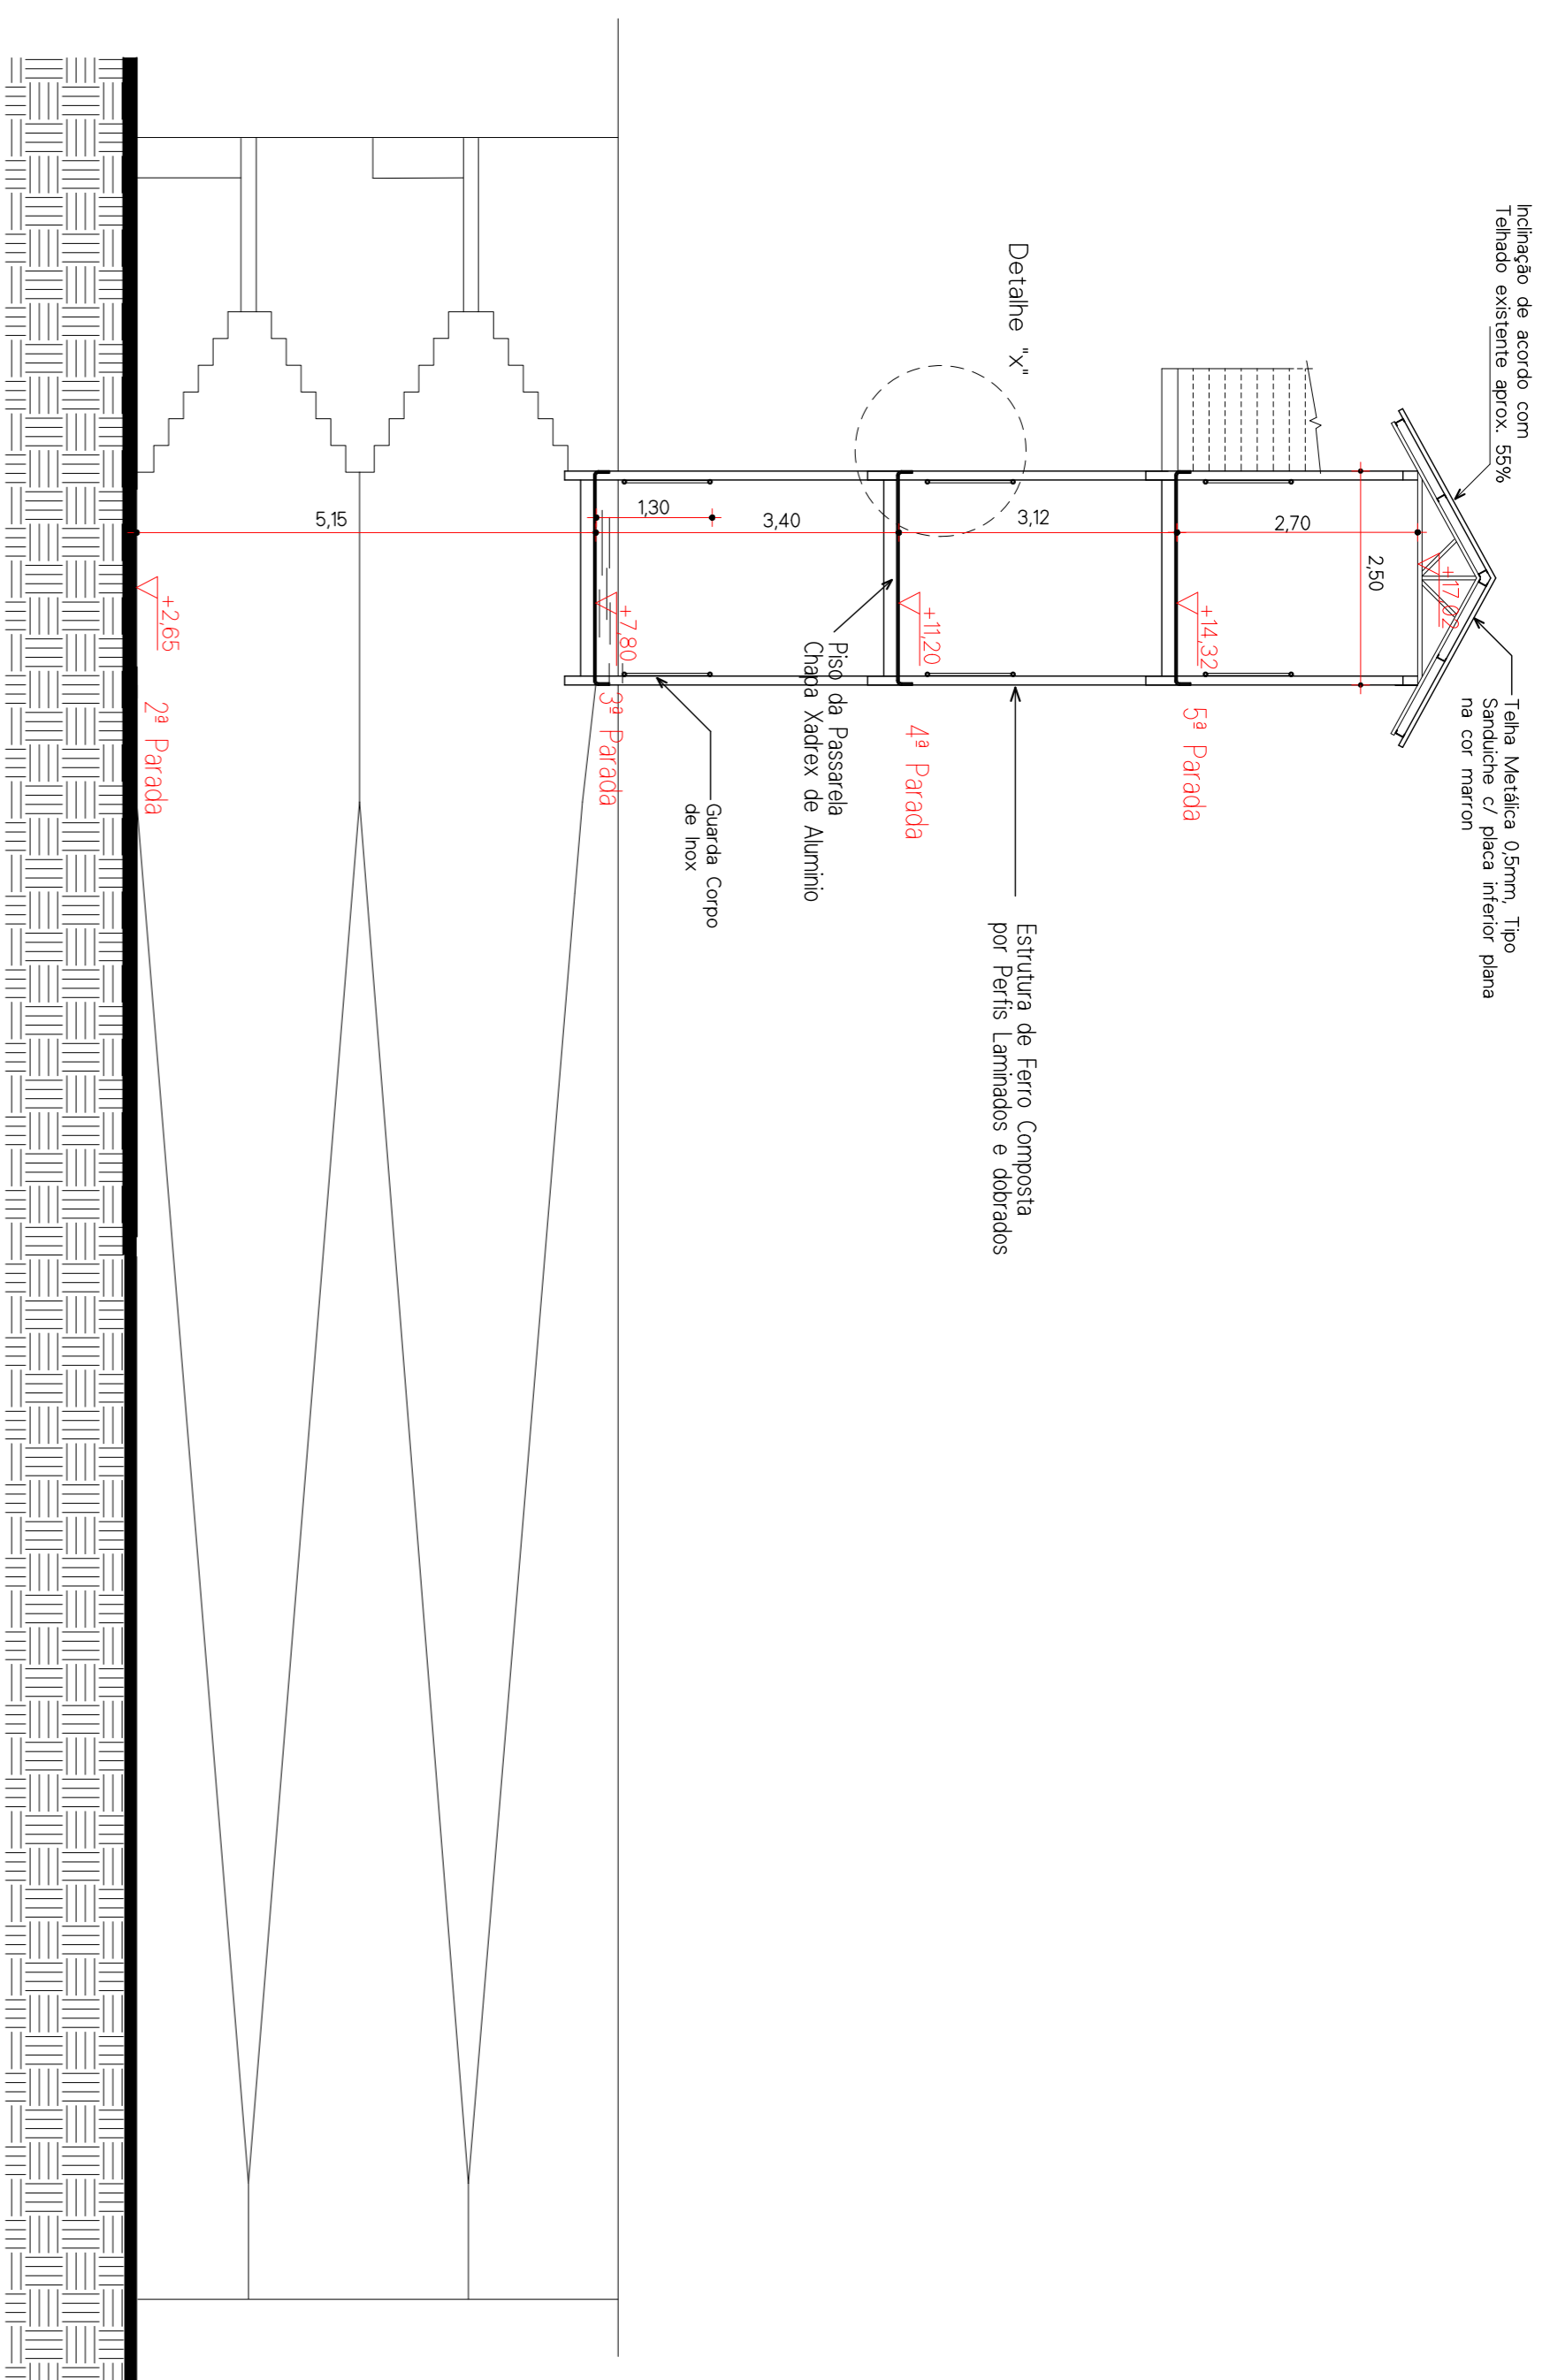 Inclinação de acordo com
Telhado existente aprox. 55%
Telha Metálica 0,5mm, Tipo
Sanduiche c/ placa inferior plana
na cor marron
+17,02
2,50
2,70
+14,32
5ª Parada
Detalhe "x"
3,12
Estrutura de Ferro Composta
por Perfis Laminados e dobrados
+11,20
4ª Parada
Piso da Passarela
Chapa Xadrex de Aluminio
3,40
1,30
Guarda Corpo
de Inox
+7,80
3ª Parada
5,15
+2,65
2ª Parada